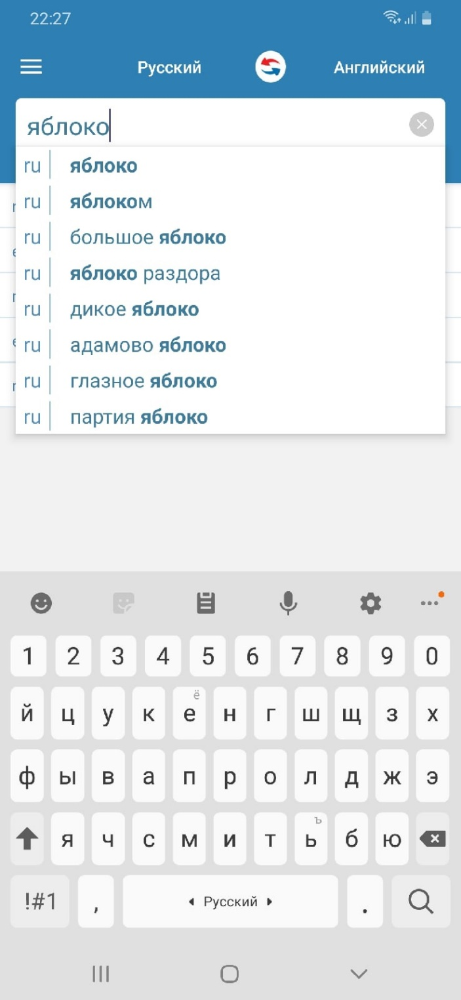 22:27
Русский Английский
яблоко
ru яблоко
ru яблоком
ru большое яблоко
ru яблоко раздора
ru дикое яблоко
ru адамово яблоко
ru глазное яблоко
ru партия яблоко
1 2 3 4 5 6 7 8 9 0
й ц у к е ё н г ш щ з х
ф ы в а п р о л д ж э
я ч с м и т ь ъ б ю
!#1 , Русский .